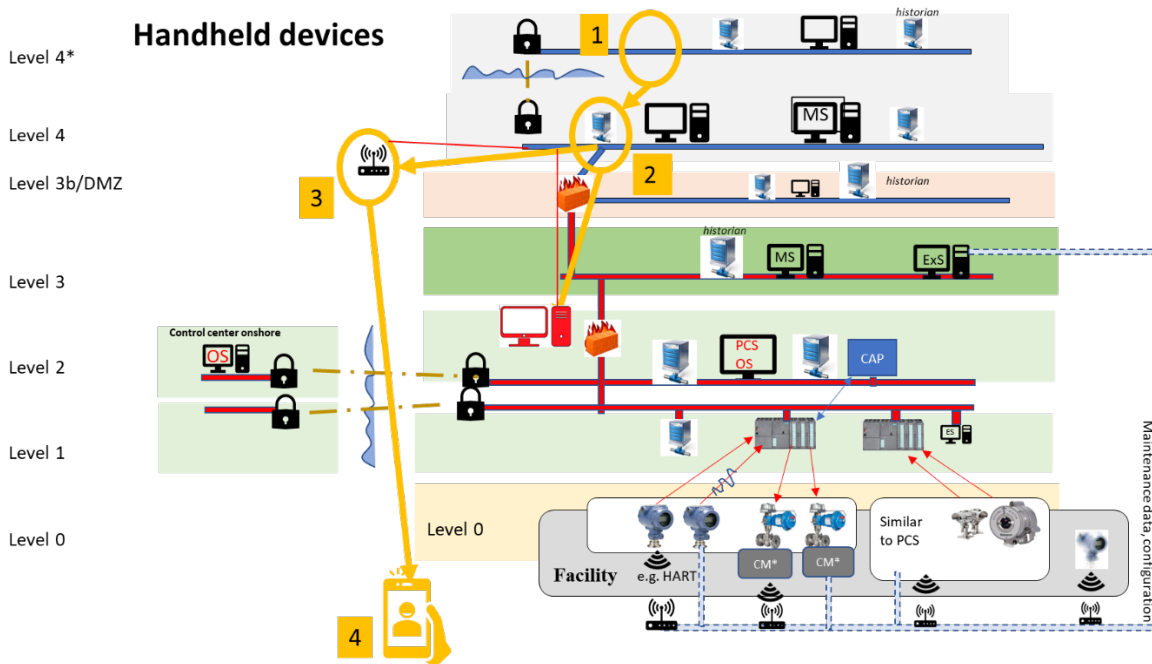 Handheld devices
Level 4*
1
historian
Level 4
MS
2
3
Level 3b/DMZ
historian
historian
Level 3
MS
ExS
Control center onshore
OS
Level 2
PCS
OS
CAP
Level 1
ES
Level 0
Level 0
Similar
to PCS
Facility
e.g. HART
CM*
CM*
4
Maintenance data, configuration